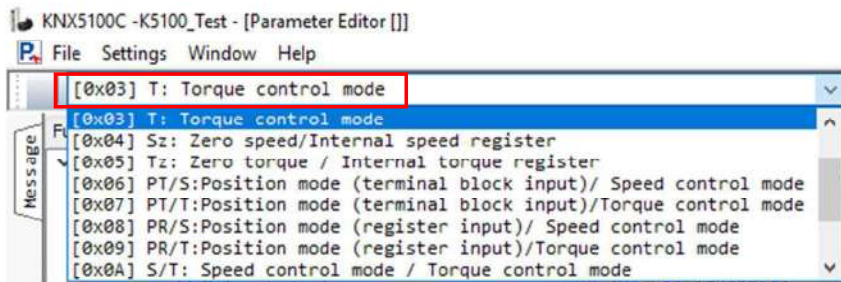 KNX5100C -K5100_Test - [Parameter Editor []]
File Settings Window Help
[0x03] T: Torque control mode
[0x03] T: Torque control mode
[0x04] Sz: Zero speed/Internal speed register
[0x05] Tz: Zero torque / Internal torque register
[0x06] PT/S:Position mode (terminal block input)/ Speed control mode
[0x07] PT/T:Position mode (terminal block input)/Torque control mode
[0x08] PR/S:Position mode (register input)/ Speed control mode
[0x09] PR/T:Position mode (register input)/Torque control mode
[0x0A] S/T: Speed control mode / Torque control mode
Message
Fu